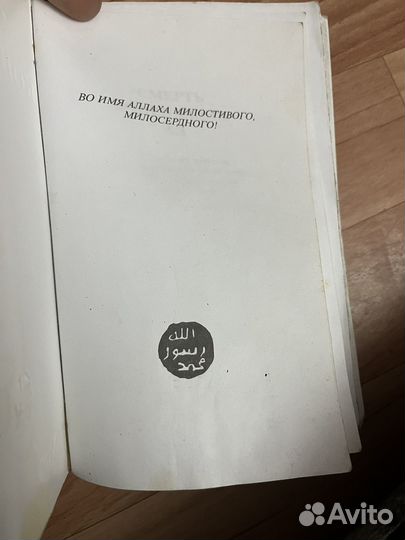 ВО ИМЯ АЛЛАХА МИЛОСТИВОГО,
МИЛОСЕРДНОГО!
الله
رسول
محمد
Avito